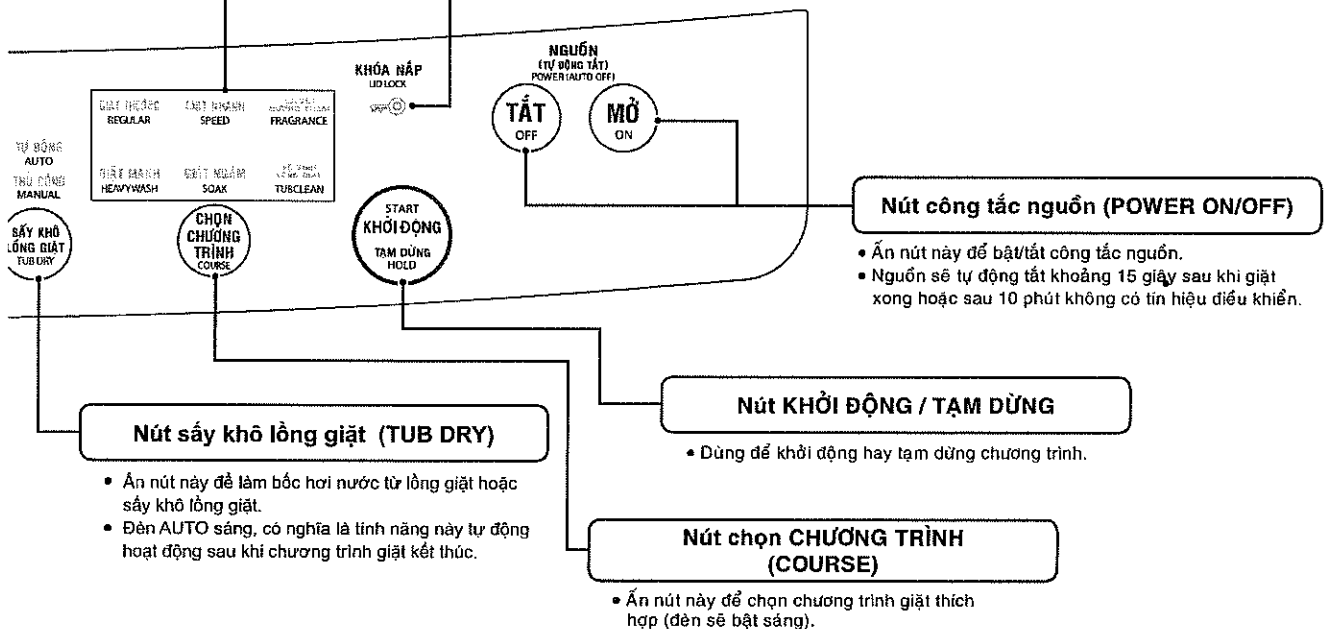 NGUỒN
(TỰ ĐỘNG TẮT)
POWER (AUTO OFF)
KHÓA NẮP
LID LOCK
TẮT
OFF
MỞ
ON
REGULAR
SPEED
FRAGRANCE
TỰ ĐỘNG
AUTO
THỦ CÔNG
MANUAL
GIẶT MẠNH
HEAVYWASH
GIẶT NGÂM
SOAK
TUBCLEAN
SẤY KHÔ
LỒNG GIẶT
TUB DRY
CHỌN
CHƯƠNG
TRÌNH
COURSE
START
KHỞI ĐỘNG
TẠM DỪNG
HOLD
Nút công tắc nguồn (POWER ON/OFF)
• Ấn nút này để bật/tắt công tắc nguồn.
• Nguồn sẽ tự động tắt khoảng 15 giây sau khi giặt
xong hoặc sau 10 phút không có tín hiệu điều khiển.
Nút KHỞI ĐỘNG / TẠM DỪNG
• Dùng để khởi động hay tạm dừng chương trình.
Nút sấy khô lồng giặt (TUB DRY)
• Ấn nút này để làm bốc hơi nước từ lồng giặt hoặc
sấy khô lồng giặt.
• Đèn AUTO sáng, có nghĩa là tính năng này tự động
hoạt động sau khi chương trình giặt kết thúc.
Nút chọn CHƯƠNG TRÌNH
(COURSE)
• Ấn nút này để chọn chương trình giặt thích
hợp (đèn sẽ bật sáng).